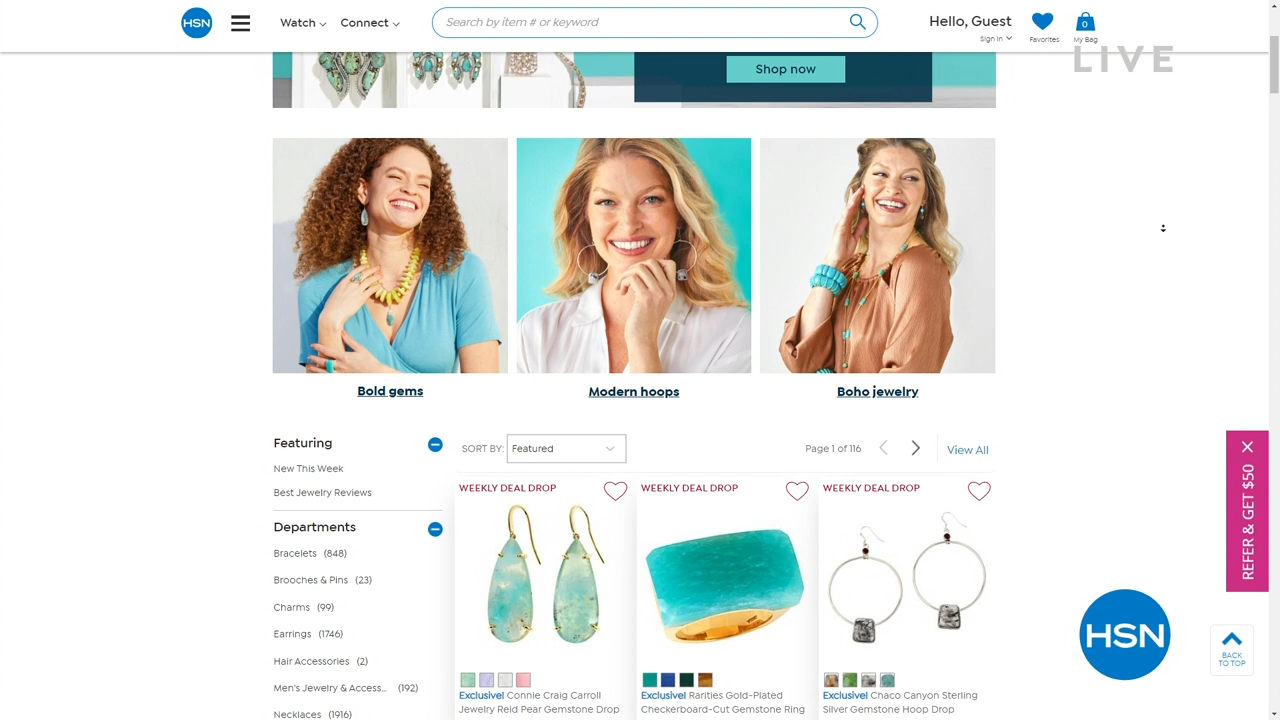 HSN
Watch
Connect
Search by item # or keyword
Hello, Guest
Sign In
Favorites
0
My Bag
LIVE
Shop now
Bold gems
Modern hoops
Boho jewelry
Featuring
New This Week
Best Jewelry Reviews
Departments
Bracelets (848)
Brooches & Pins (23)
Charms (99)
Earrings (1746)
Hair Accessories (2)
Men's Jewelry & Access... (192)
Necklaces (1916)
SORT BY: Featured
Page 1 of 116
View All
WEEKLY DEAL DROP
Exclusive! Connie Craig Carroll
Jewelry Reid Pear Gemstone Drop
WEEKLY DEAL DROP
Exclusive! Rarities Gold-Plated
Checkerboard-Cut Gemstone Ring
WEEKLY DEAL DROP
Exclusive! Chaco Canyon Sterling
Silver Gemstone Hoop Drop
REFER & GET $50
HSN
BACK
TO TOP